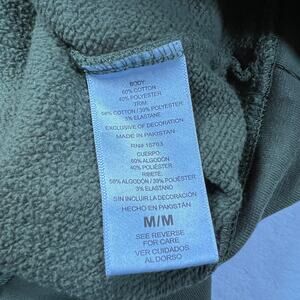 BODY:
60% COTTON
40% POLYESTER
TRIM:
58% COTTON / 39% POLYESTER
3% ELASTANE
EXCLUSIVE OF DECORATION
MADE IN PAKISTAN
RN# 15763
CUERPO:
60% ALGODÓN
40% POLIÉSTER
RIBETE:
58% ALGODÓN / 39% POLIÉSTER
3% ELASTANO
SIN INCLUIR LA DECORACIÓN
HECHO EN PAKISTÁN
M/M
SEE REVERSE
FOR CARE
VER CUIDADOS
AL DORSO